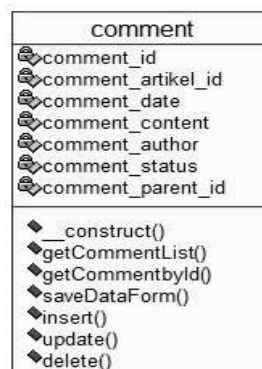 comment
comment_id
comment_artikel_id
comment_date
comment_content
comment_author
comment_status
comment_parent_id
__construct()
getCommentList()
getCommentbyId()
saveDataForm()
insert()
update()
delete()